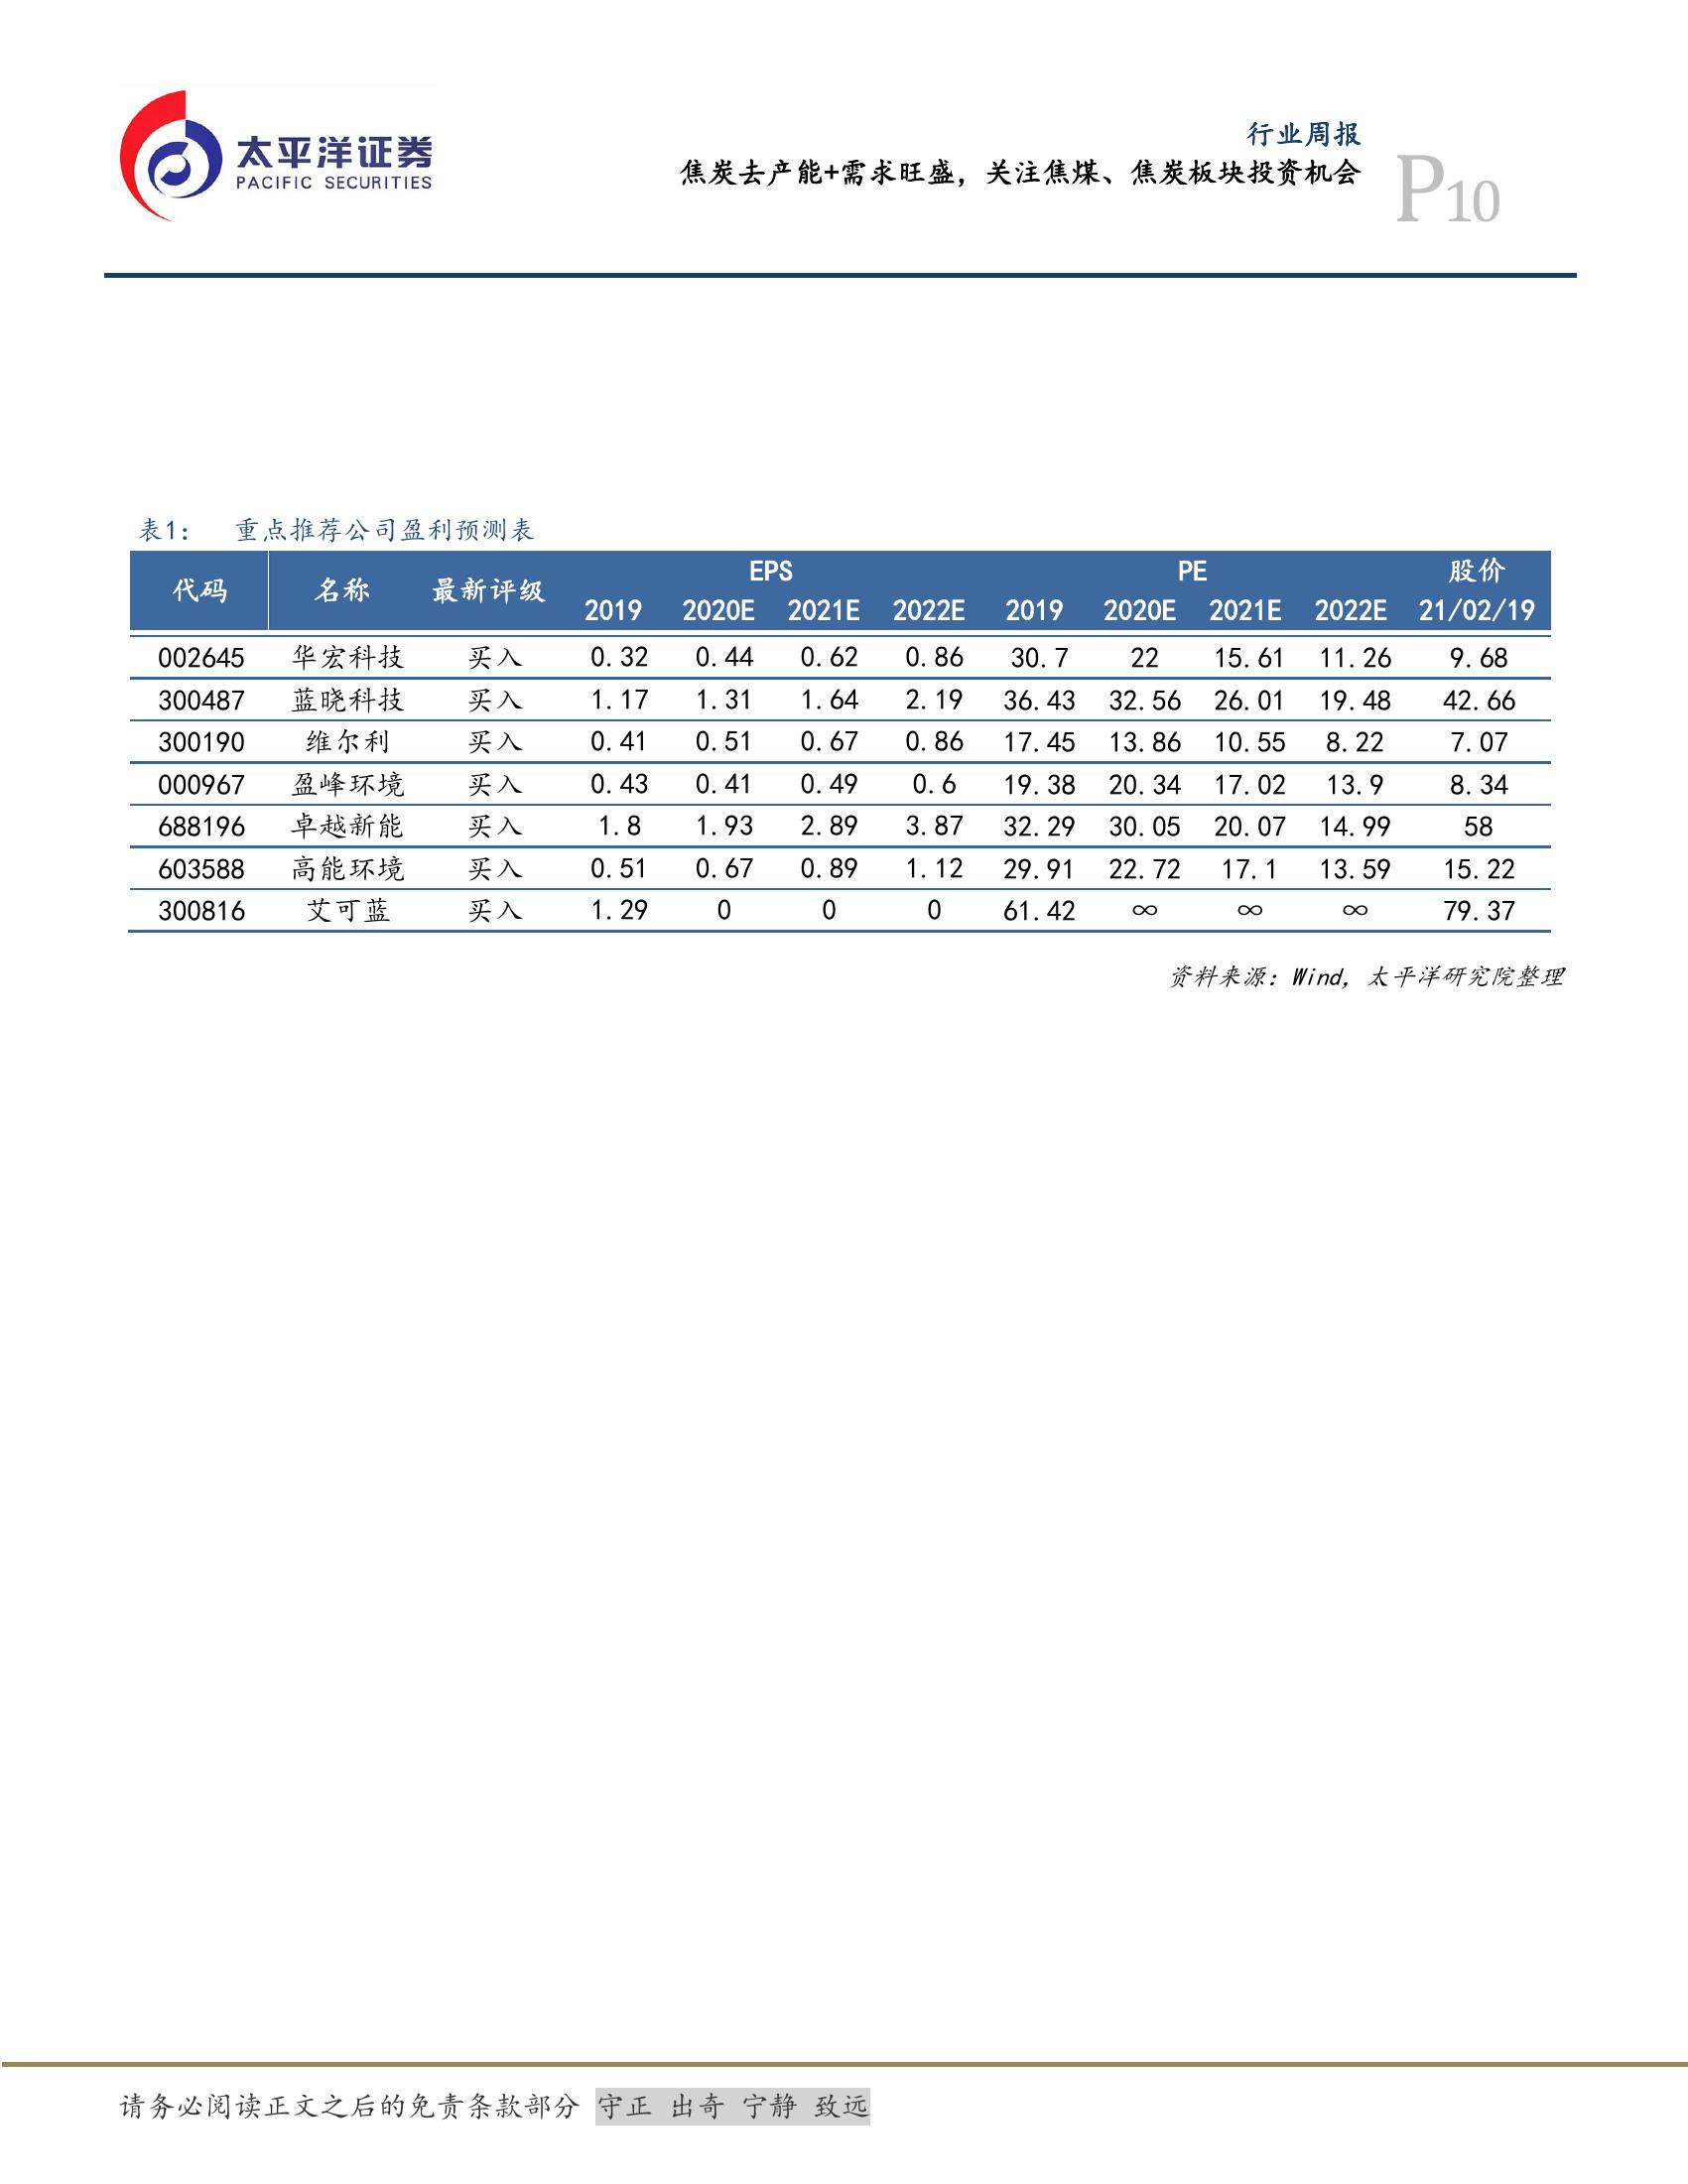 太平洋证券
PACIFIC SECURITIES
行业周报
焦炭去产能+需求旺盛，关注焦煤、焦炭板块投资机会
P10
表1： 重点推荐公司盈利预测表
代码 名称 最新评级 EPS PE 股价
2019 2020E 2021E 2022E 2019 2020E 2021E 2022E 21/02/19
002645 华宏科技 买入 0.32 0.44 0.62 0.86 30.7 22 15.61 11.26 9.68
300487 蓝晓科技 买入 1.17 1.31 1.64 2.19 36.43 32.56 26.01 19.48 42.66
300190 维尔利 买入 0.41 0.51 0.67 0.86 17.45 13.86 10.55 8.22 7.07
000967 盈峰环境 买入 0.43 0.41 0.49 0.6 19.38 20.34 17.02 13.9 8.34
688196 卓越新能 买入 1.8 1.93 2.89 3.87 32.29 30.05 20.07 14.99 58
603588 高能环境 买入 0.51 0.67 0.89 1.12 29.91 22.72 17.1 13.59 15.22
300816 艾可蓝 买入 1.29 0 0 0 61.42 ∞ ∞ ∞ 79.37
资料来源：Wind，太平洋研究院整理
请务必阅读正文之后的免责条款部分 守正 出奇 宁静 致远